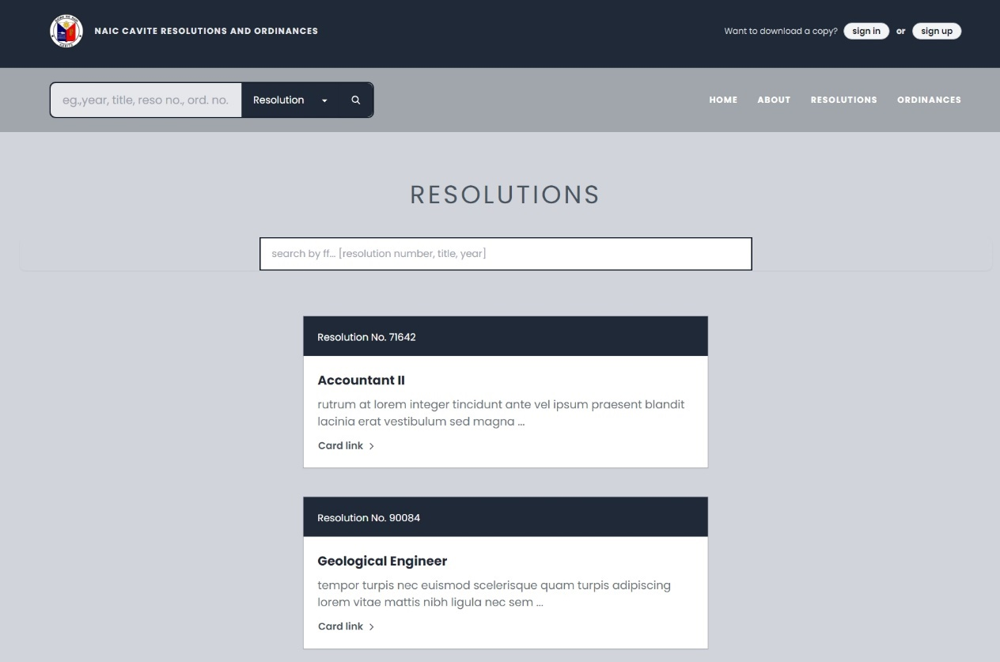 NAIC CAVITE RESOLUTIONS AND ORDINANCES
Want to download a copy? sign in or sign up
eg.,year, title, reso no., ord. no. Resolution
HOME ABOUT RESOLUTIONS ORDINANCES
RESOLUTIONS
search by ff... [resolution number, title, year]
Resolution No. 71642
Accountant II
rutrum at lorem integer tincidunt ante vel ipsum praesent blandit
lacinia erat vestibulum sed magna ...
Card link
Resolution No. 90084
Geological Engineer
tempor turpis nec euismod scelerisque quam turpis adipiscing
lorem vitae mattis nibh ligula nec sem ...
Card link